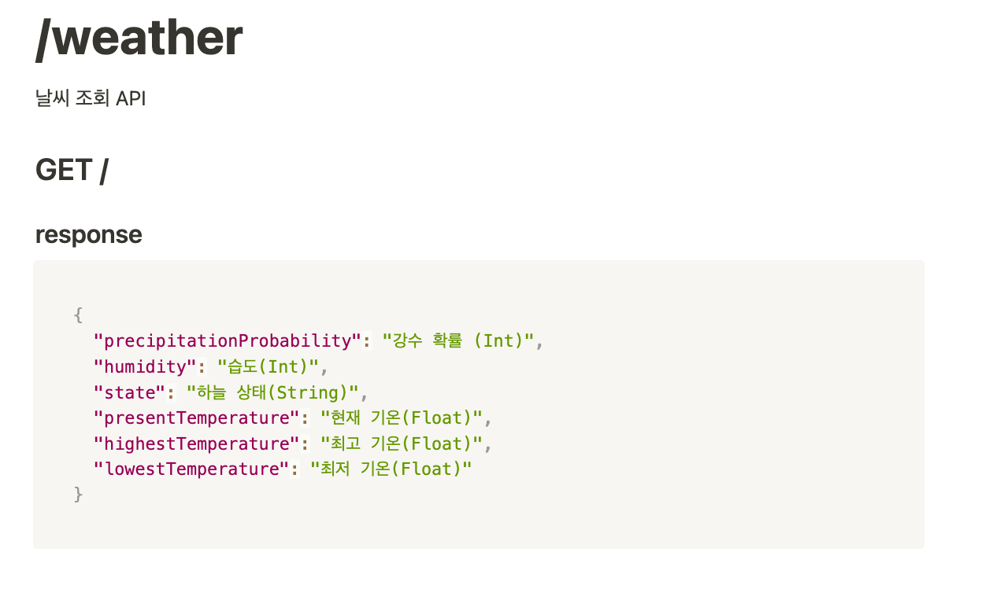 /weather
날씨 조회 API
GET /
response
{
"precipitationProbability": "강수 확률 (Int)",
"humidity": "습도(Int)",
"state": "하늘 상태(String)",
"presentTemperature": "현재 기온(Float)",
"highestTemperature": "최고 기온(Float)",
"lowestTemperature": "최저 기온(Float)"
}